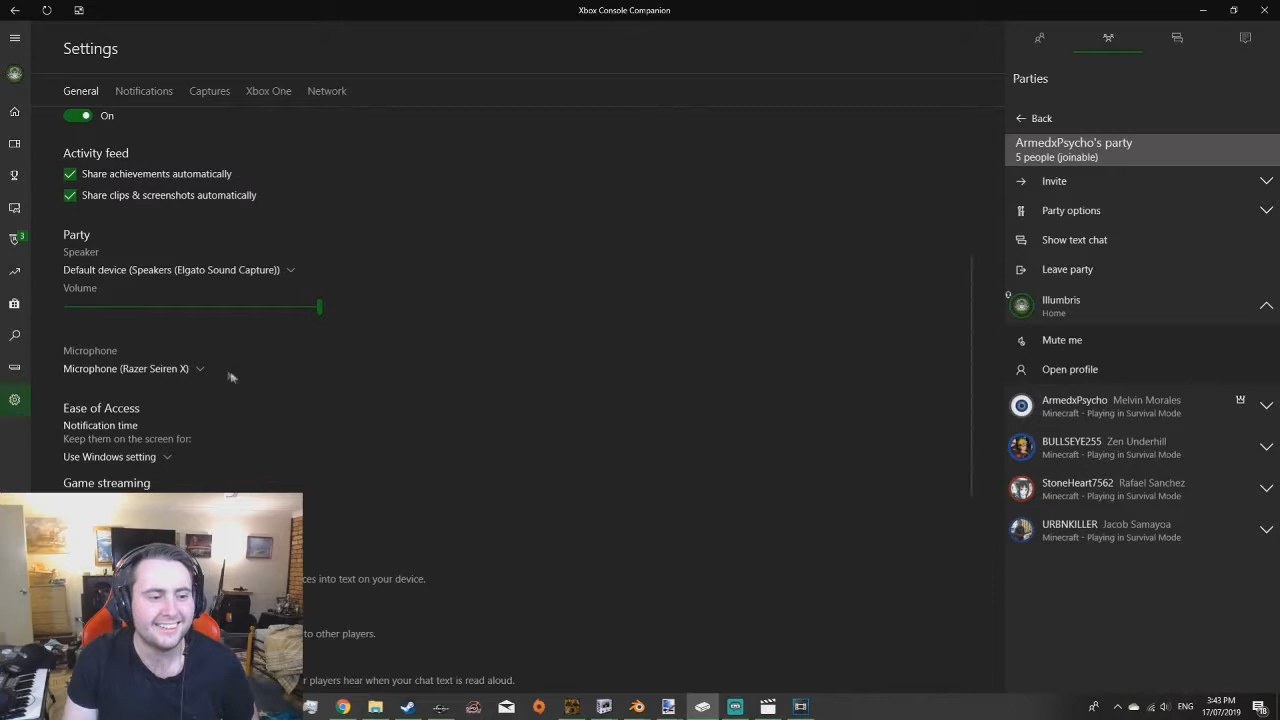 Xbox Console Companion
Settings
General Notifications Captures Xbox One Network
On
Activity feed
Share achievements automatically
Share clips & screenshots automatically
Party
Speaker
Default device (Speakers (Elgato Sound Capture))
Volume
Microphone
Microphone (Razer Seiren X)
Ease of Access
Notification time
Keep them on the screen for:
Use Windows setting
Game streaming
ces into text on your device.
to other players.
r players hear when your chat text is read aloud.
3
Parties
Back
ArmedxPsycho's party
5 people (joinable)
Invite
Party options
Show text chat
Leave party
Illumbris
Home
Mute me
Open profile
ArmedxPsycho Melvin Morales
Minecraft - Playing in Survival Mode
BULLSEYE255 Zen Underhill
Minecraft - Playing in Survival Mode
StoneHeart7562 Rafael Sanchez
Minecraft - Playing in Survival Mode
URBNKILLER Jacob Samayoa
Minecraft - Playing in Survival Mode
ENG
3:43 PM
17/07/2019